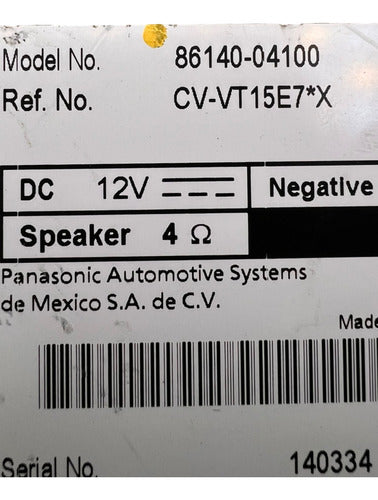 Model No. 86140-04100
Ref. No. CV-VT15E7*X
DC 12V Negative
Speaker 4 Ω
Panasonic Automotive Systems
de Mexico S.A. de C.V.
Made
Serial No. 140334